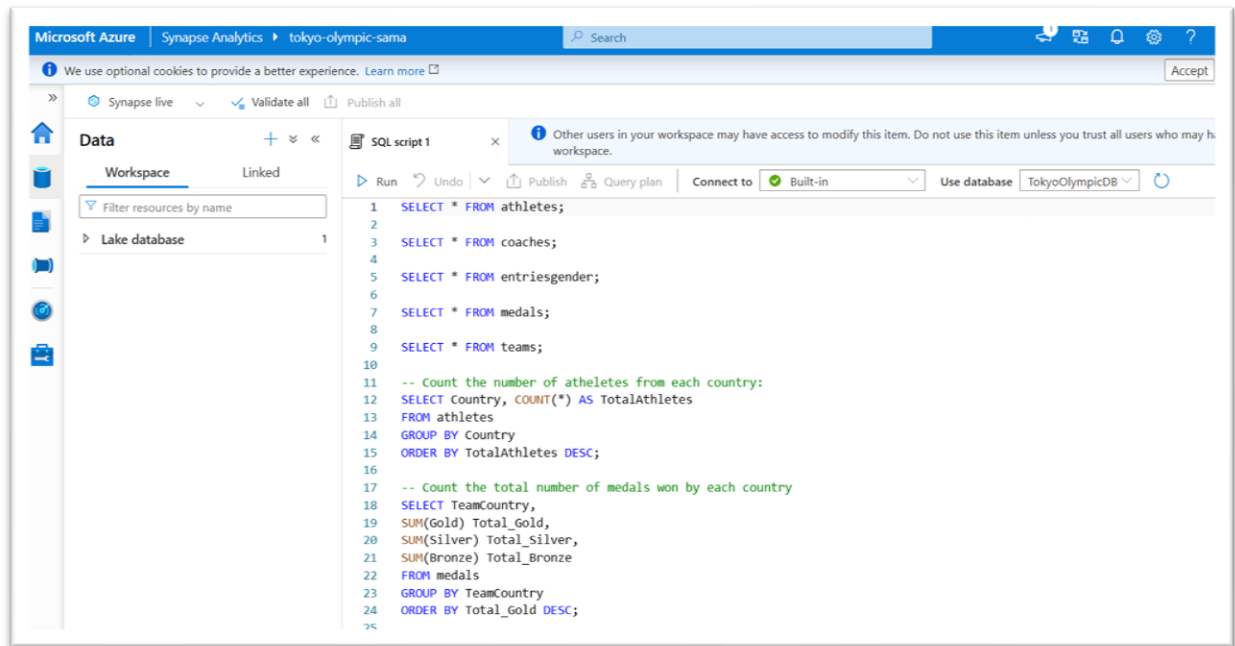 Microsoft Azure Synapse Analytics tokyo-olympic-sama Search 1 ?
We use optional cookies to provide a better experience. Learn more Accept
Synapse live Validate all Publish all
Data
Workspace Linked
Filter resources by name
Lake database 1
SQL script 1
Other users in your workspace may have access to modify this item. Do not use this item unless you trust all users who may h
workspace.
Run Undo Publish Query plan Connect to Built-in Use database TokyoOlympicDB
1 SELECT * FROM athletes;
2
3 SELECT * FROM coaches;
4
5 SELECT * FROM entriesgender;
6
7 SELECT * FROM medals;
8
9 SELECT * FROM teams;
10
11 -- Count the number of atheletes from each country:
12 SELECT Country, COUNT(*) AS TotalAthletes
13 FROM athletes
14 GROUP BY Country
15 ORDER BY TotalAthletes DESC;
16
17 -- Count the total number of medals won by each country
18 SELECT TeamCountry,
19 SUM(Gold) Total_Gold,
20 SUM(Silver) Total_Silver,
21 SUM(Bronze) Total_Bronze
22 FROM medals
23 GROUP BY TeamCountry
24 ORDER BY Total_Gold DESC;
25